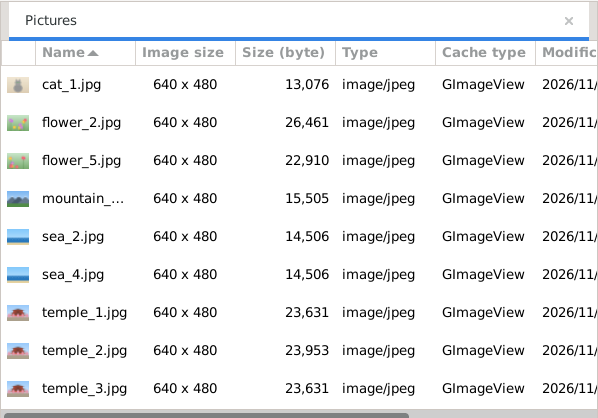 Pictures ×
Name Image size Size (byte) Type Cache type Modific
cat_1.jpg 640 x 480 13,076 image/jpeg GImageView 2026/11/
flower_2.jpg 640 x 480 26,461 image/jpeg GImageView 2026/11/
flower_5.jpg 640 x 480 22,910 image/jpeg GImageView 2026/11/
mountain_... 640 x 480 15,505 image/jpeg GImageView 2026/11/
sea_2.jpg 640 x 480 14,506 image/jpeg GImageView 2026/11/
sea_4.jpg 640 x 480 14,506 image/jpeg GImageView 2026/11/
temple_1.jpg 640 x 480 23,631 image/jpeg GImageView 2026/11/
temple_2.jpg 640 x 480 23,953 image/jpeg GImageView 2026/11/
temple_3.jpg 640 x 480 23,631 image/jpeg GImageView 2026/11/